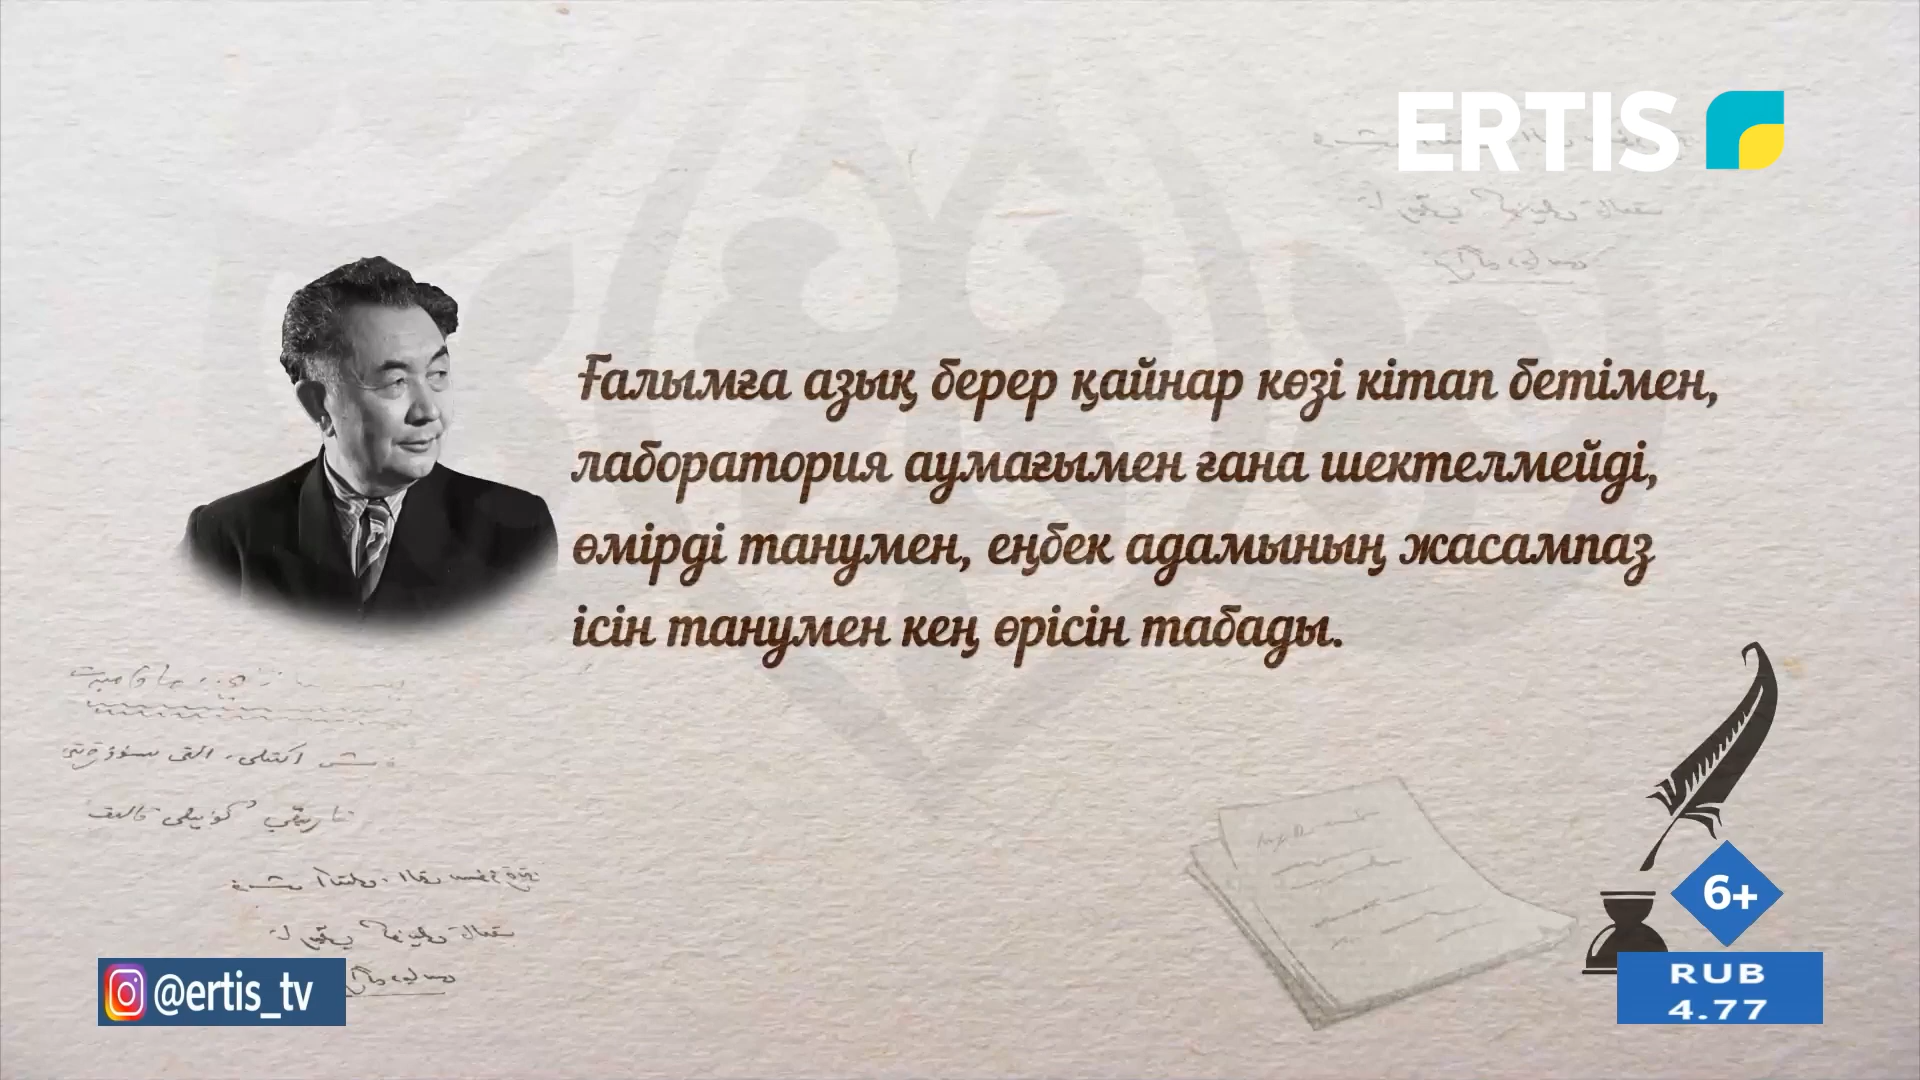 ERTIS
Ғалымға азық берер қайнар көзі кітап бетімен,
лаборатория аумағымен ғана шектелмейді,
өмірді танумен, еңбек адамының жасампаз
ісін танумен кең өрісін табады.
6+
@ertis_tv
RUB
4.77